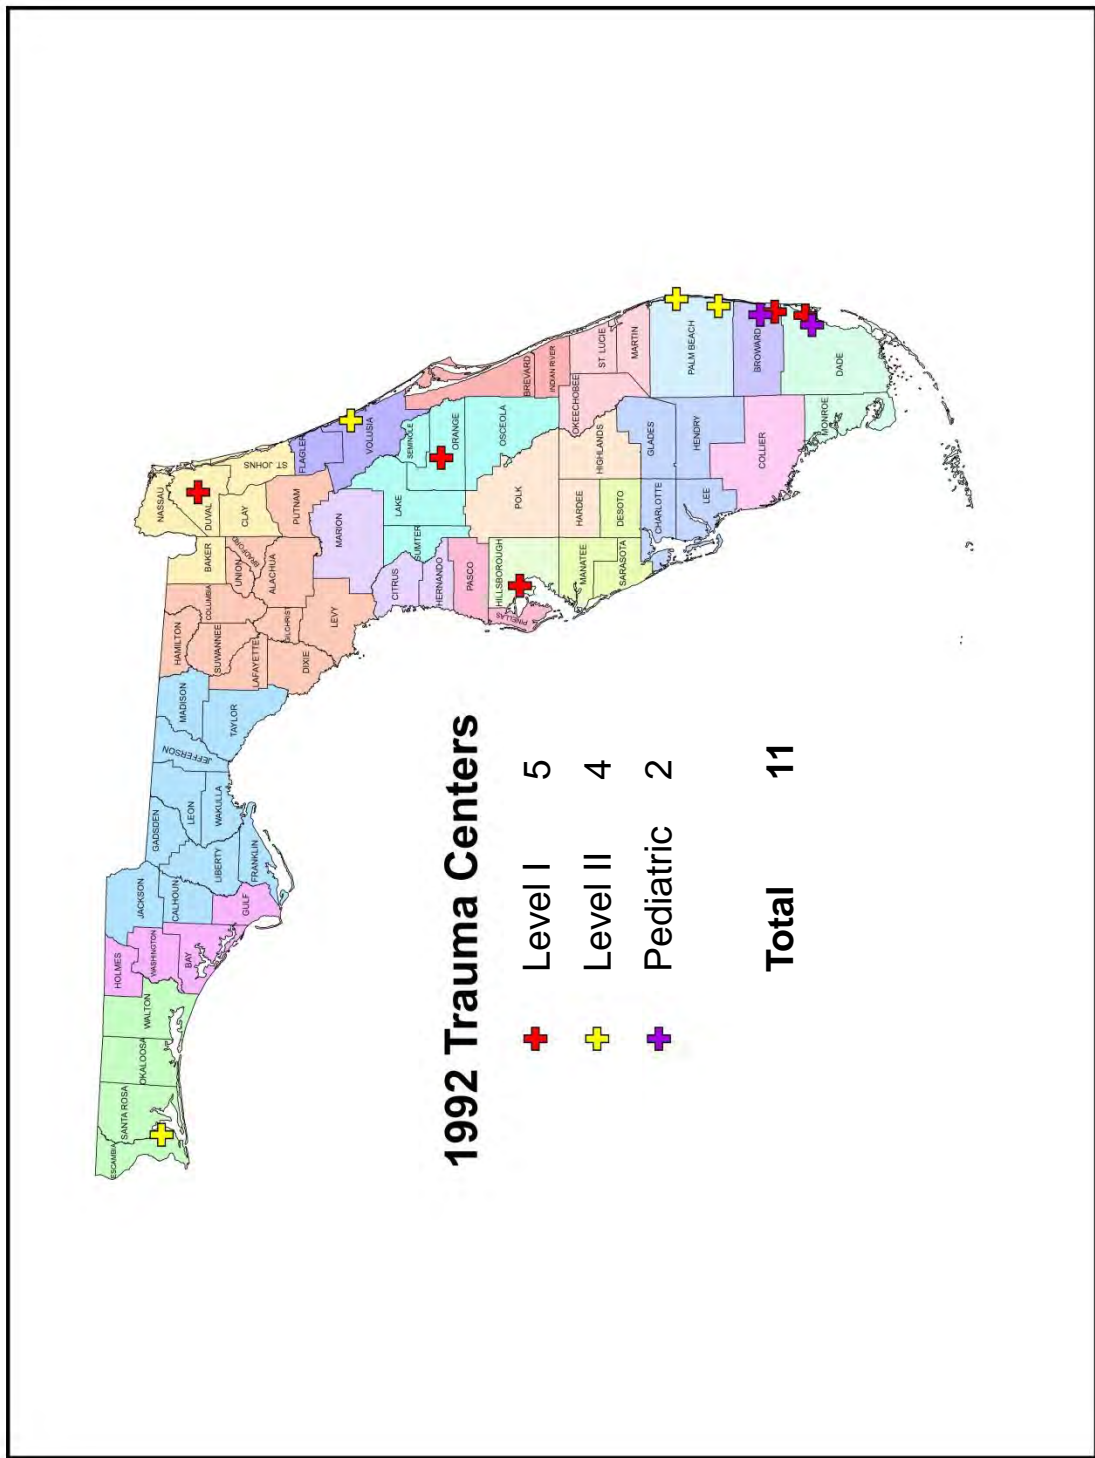 ESCAMBIA
SANTA ROSA
OKALOOSA
WALTON
HOLMES
WASHINGTON
BAY
JACKSON
CALHOUN
GULF
GADSDEN
LIBERTY
FRANKLIN
LEON
WAKULLA
JEFFERSON
MADISON
TAYLOR
HAMILTON
SUWANNEE
LAFAYETTE
DIXIE
COLUMBIA
GILCHRIST
LEVY
BAKER
UNION
BRADFORD
ALACHUA
NASSAU
DUVAL
CLAY
ST. JOHNS
PUTNAM
FLAGLER
MARION
VOLUSIA
CITRUS
SUMTER
LAKE
SEMINOLE
HERNANDO
ORANGE
PASCO
OSCEOLA
BREVARD
PINELLAS
HILLSBOROUGH
POLK
INDIAN RIVER
MANATEE
HARDEE
HIGHLANDS
OKEECHOBEE
ST LUCIE
SARASOTA
DESOTO
MARTIN
CHARLOTTE
GLADES
LEE
HENDRY
PALM BEACH
COLLIER
BROWARD
MONROE
DADE
1992 Trauma Centers
Level I 5
Level II 4
Pediatric 2
Total 11